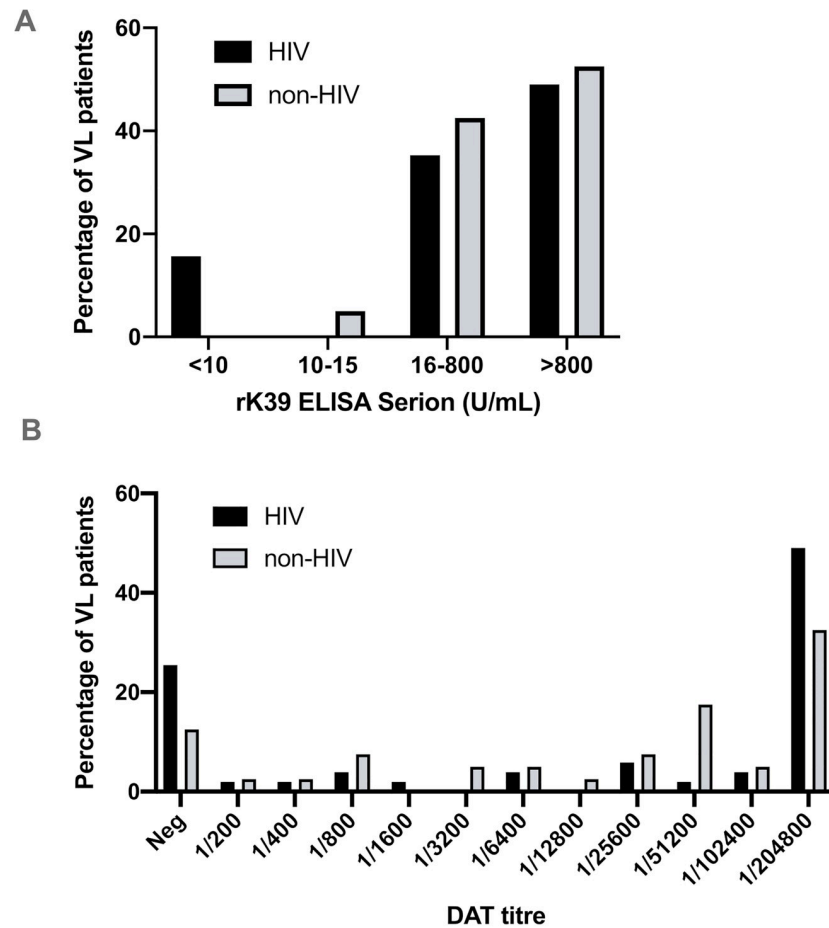 A
Percentage of VL patients
60
40
20
0
HIV
non-HIV
<10 10-15 16-800 >800
rK39 ELISA Serion (U/mL)
B
Percentage of VL patients
60
40
20
0
HIV
non-HIV
Neg 1/200 1/400 1/800 1/1600 1/3200 1/6400 1/12800 1/25600 1/51200 1/102400 1/204800
DAT titre